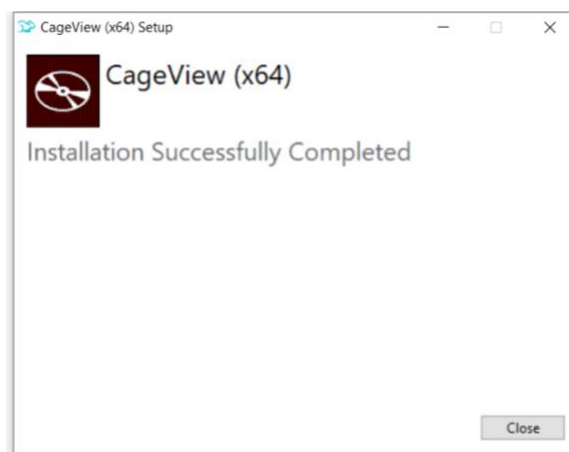 CageView (x64) Setup
CageView (x64)
Installation Successfully Completed
Close